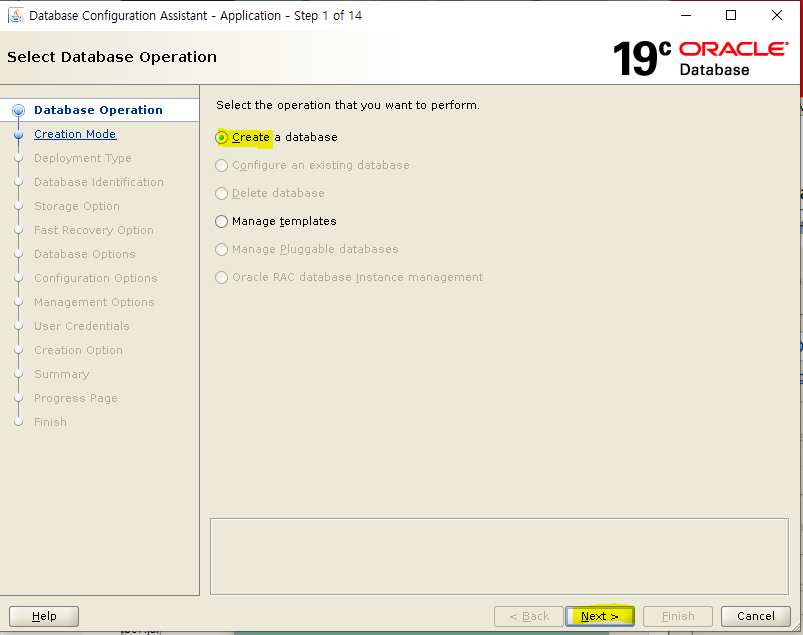 Database Configuration Assistant - Application - Step 1 of 14
Select Database Operation
19c ORACLE
Database
Database Operation
Creation Mode
Deployment Type
Database Identification
Storage Option
Fast Recovery Option
Database Options
Configuration Options
Management Options
User Credentials
Creation Option
Summary
Progress Page
Finish
Select the operation that you want to perform.
Create a database
Configure an existing database
Delete database
Manage templates
Manage Pluggable databases
Oracle RAC database Instance management
Help
< Back
Next >
Finish
Cancel